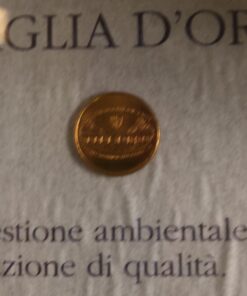 AGLIA D'OR
estione ambientale
zione di qualità.